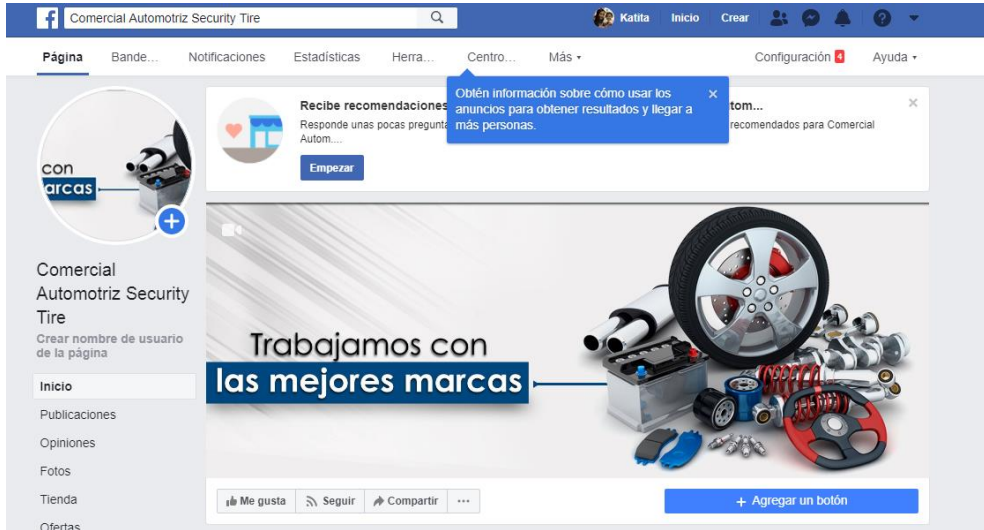 Comercial Automotriz Security Tire
Katita Inicio Crear
Página Bande... Notificaciones Estadísticas Herra... Centro... Más Configuración 4 Ayuda
Obtén información sobre cómo usar los
anuncios para obtener resultados y llegar a
más personas.
Recibe recomendaciones tom...
Responde unas pocas pregunta recomendados para Comercial
Autom....
Empezar
con
arcas
Comercial
Automotriz Security
Tire
Crear nombre de usuario
de la página
Inicio
Publicaciones
Opiniones
Fotos
Tienda
Ofertas
Trabajamos con
las mejores marcas
Me gusta Seguir Compartir ...
+ Agregar un botón